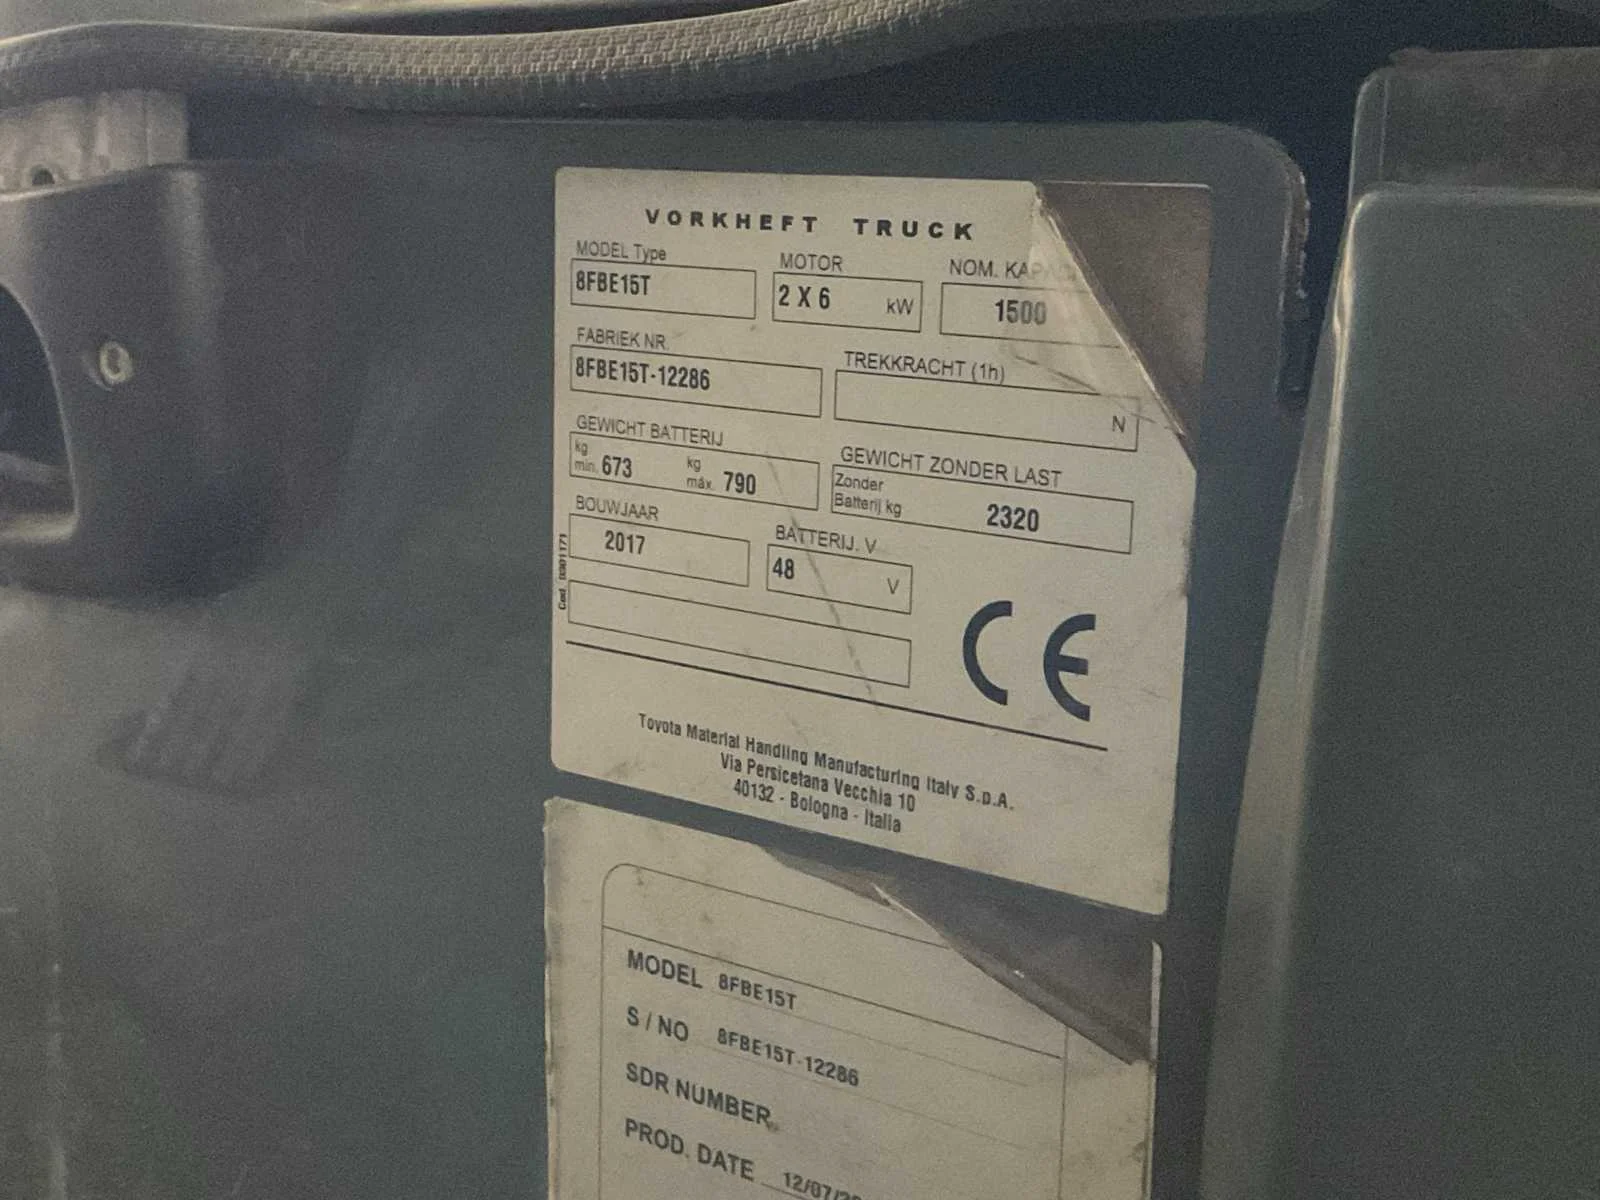 VORKHEFT TRUCK
MODEL Type
8FBE15T
MOTOR
2 X 6 kW
NOM. KAPA
1500
FABRIEK NR.
8FBE15T-12286
TREKKRACHT (1h)
N
GEWICHT BATTERIJ
kg min. 673 kg máx. 790
GEWICHT ZONDER LAST
Zonder
Batterij kg 2320
BOUWJAAR
2017
BATTERIJ. V
48 V
CE
Toyota Material Handling Manufacturing Italy S.p.A.
Via Persicetana Vecchia 10
40132 - Bologna - Italia
MODEL 8FBE15T
S / NO 8FBE15T-12286
SDR NUMBER
PROD. DATE 12/07/20